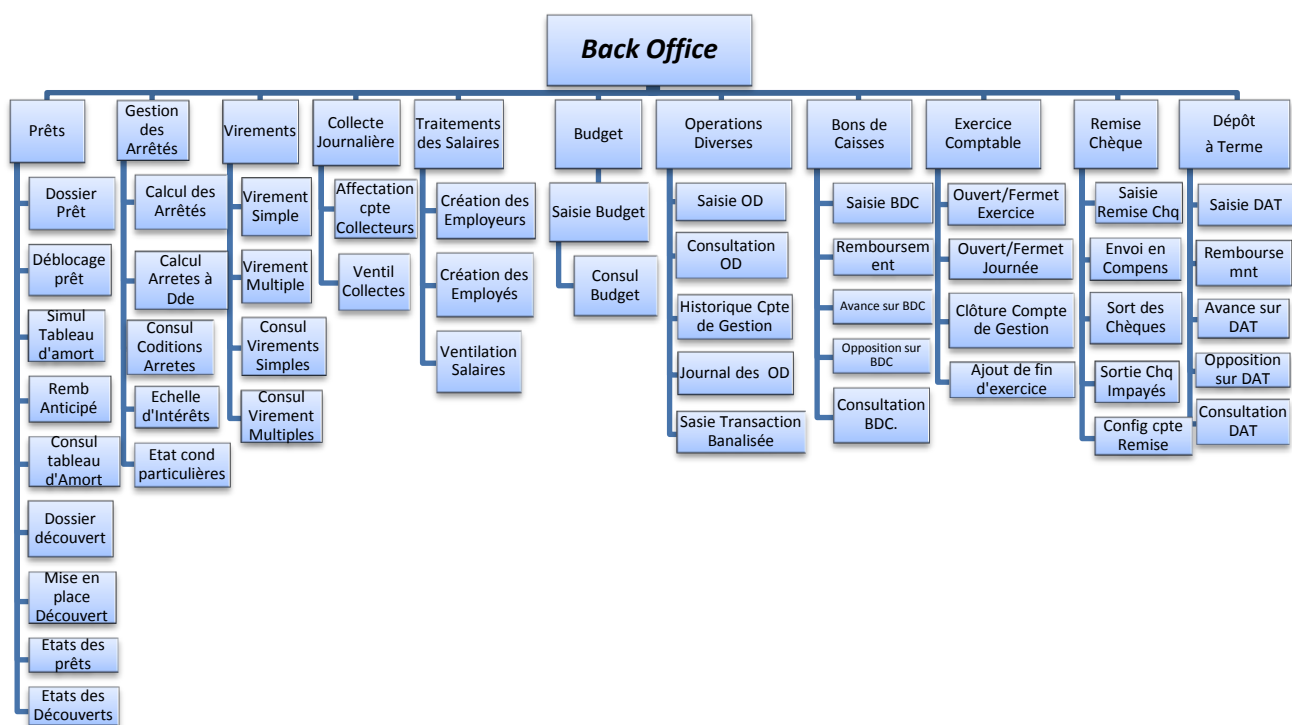 Back Office
Prêts
Dossier
Prêt
Déblocage
prêt
Simul
Tableau
d'amort
Remb
Anticipé
Consul
tableau
d'Amort
Dossier
découvert
Mise en
place
Découvert
Etats des
prêts
Etats des
Découverts
Gestion
des
Arrêtés
Calcul des
Arrêtés
Calcul
Arretes à
Dde
Consul
Coditions
Arretes
Echelle
d'Intérêts
Etat cond
particulières
Virements
Virement
Simple
Virement
Multiple
Consul
Virements
Simples
Consul
Virement
Multiples
Collecte
Journalière
Affectation
cpte
Collecteurs
Ventil
Collectes
Traitements
des Salaires
Création des
Employeurs
Création des
Employés
Ventilation
Salaires
Budget
Saisie Budget
Consul
Budget
Operations
Diverses
Saisie OD
Consultation
OD
Historique Cpte
de Gestion
Journal des OD
Sasie Transaction
Banalisée
Bons de
Caisses
Saisie BDC
Remboursem
ent
Avance sur BDC
Opposition sur
BDC
Consultation
BDC.
Exercice
Comptable
Ouvert/Fermet
Exercice
Ouvert/Fermet
Journée
Clôture Compte
de Gestion
Ajout de fin
d'exercice
Remise
Chèque
Saisie
Remise Chq
Envoi en
Compens
Sort des
Chèques
Sortie Chq
Impayés
Config cpte
Remise
Dépôt
à Terme
Saisie DAT
Rembourse
mnt
Avance sur
DAT
Opposition
sur DAT
Consultation
DAT